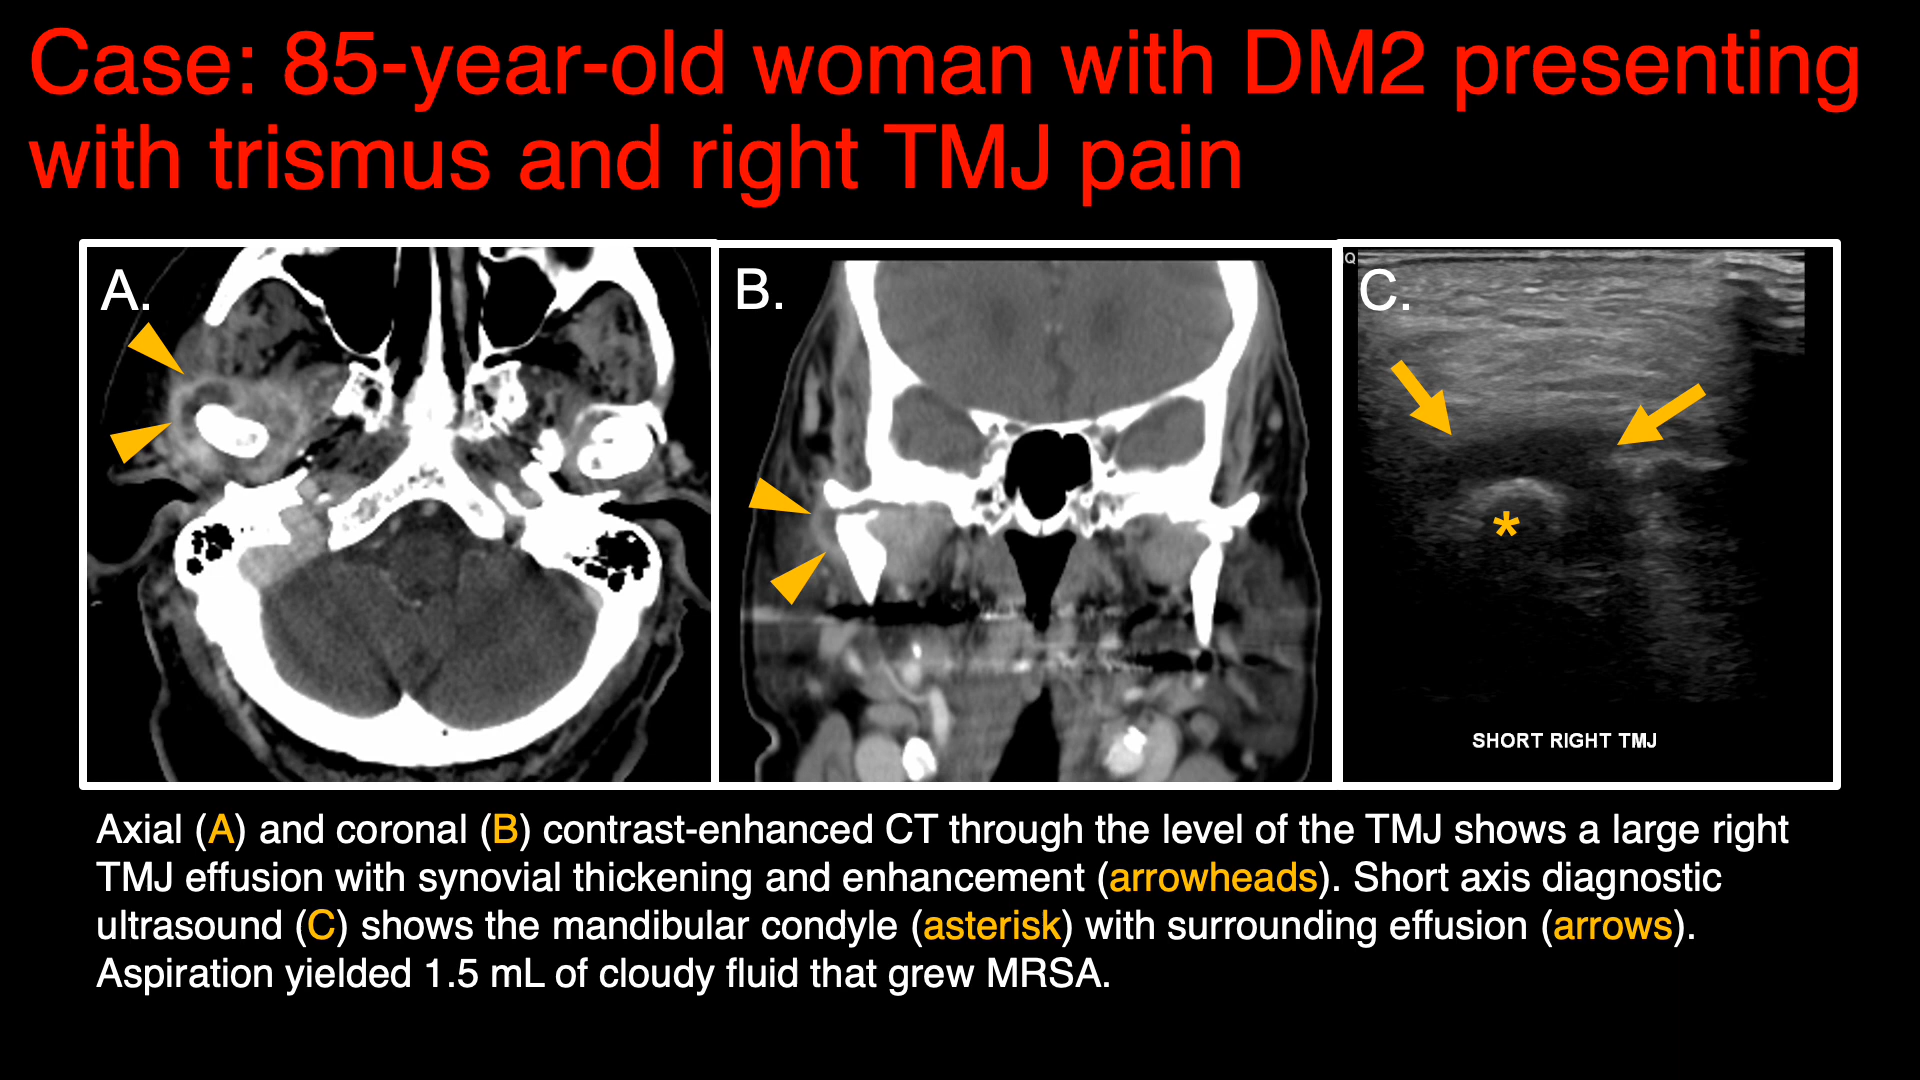 Case: 85-year-old woman with DM2 presenting
with trismus and right TMJ pain
A.
B.
Q
C.
*
SHORT RIGHT TMJ
Axial (A) and coronal (B) contrast-enhanced CT through the level of the TMJ shows a large right
TMJ effusion with synovial thickening and enhancement (arrowheads). Short axis diagnostic
ultrasound (C) shows the mandibular condyle (asterisk) with surrounding effusion (arrows).
Aspiration yielded 1.5 mL of cloudy fluid that grew MRSA.